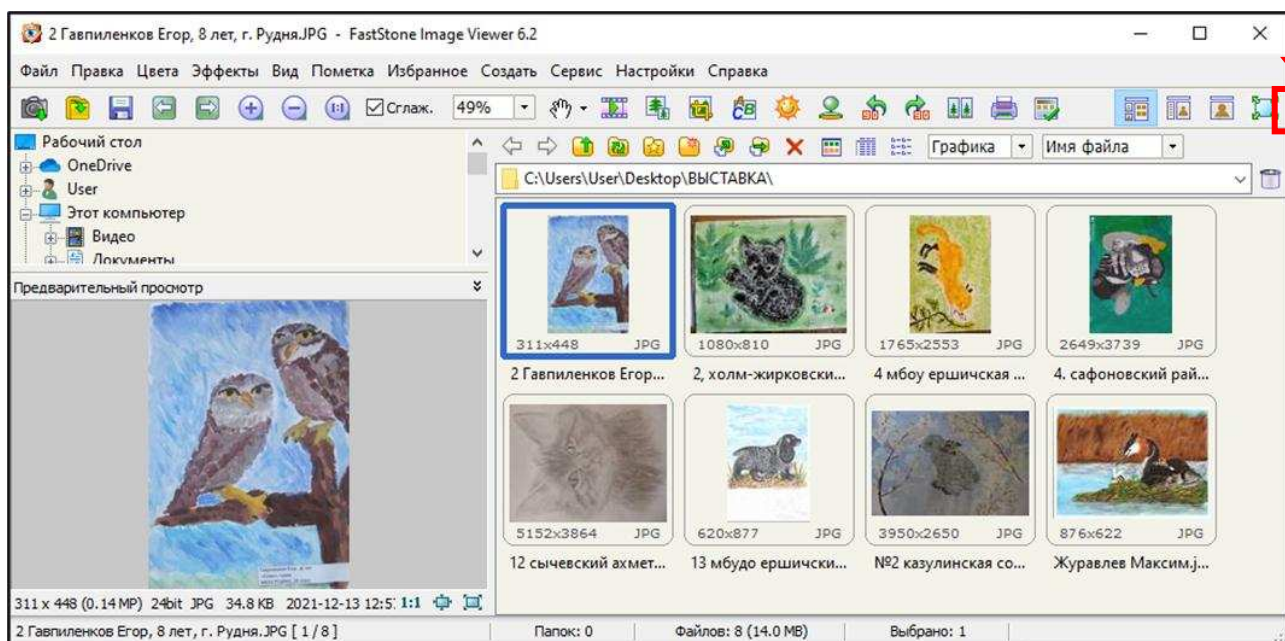 2 Гавпиленков Егор, 8 лет, г. Рудня.JPG - FastStone Image Viewer 6.2
Файл Правка Цвета Эффекты Вид Пометка Избранное Создать Сервис Настройки Справка
Сглаж. 49%
Рабочий стол
OneDrive
User
Этот компьютер
Видео
Документы
Графика Имя файла
C:\Users\User\Desktop\ВЫСТАВКА\
Предварительный просмотр
311x448 JPG 1080x810 JPG 1765x2553 JPG 2649x3739 JPG
2 Гавпиленков Егор... 2, холм-жирковски... 4 мбоу ершичская ... 4. сафоновский рай...
5152x3864 JPG 620x877 JPG 3950x2650 JPG 876x622 JPG
12 сычевский ахмет... 13 мбудо ершичски... №2 казулинская со... Журавлев Максим.j...
311 x 448 (0.14 MP) 24bit JPG 34.8 KB 2021-12-13 12:5 1:1
2 Гавпиленков Егор, 8 лет, г. Рудня.JPG [ 1 / 8 ] Папок: 0 Файлов: 8 (14.0 MB) Выбрано: 1